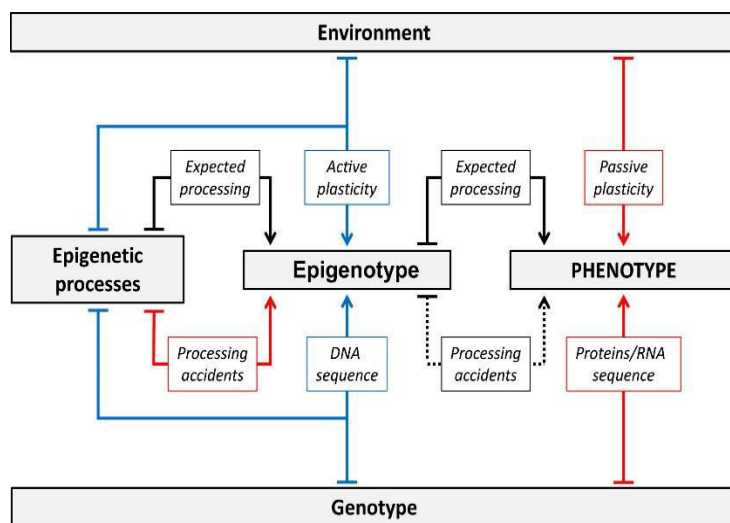 Environment
Expected
processing
Active
plasticity
Expected
processing
Passive
plasticity
Epigenetic
processes
Epigenotype
PHENOTYPE
Processing
accidents
DNA
sequence
Processing
accidents
Proteins/RNA
sequence
Genotype